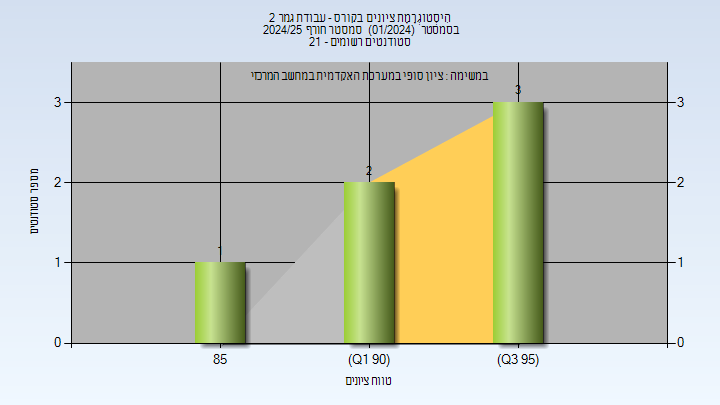 היסטוגרמת ציונים בקורס - עבודת גמר 2
בסמסטר (01/2024) סמסטר חורף 2024/25
סטודנטים רשומים - 21
במשימה : ציון סופי במערכת האקדמית במחשב המרכזי
מספר סטודנטים
3
2
1
0
3
2
1
0
1
2
3
85
(Q1 90)
(Q3 95)
טווח ציונים